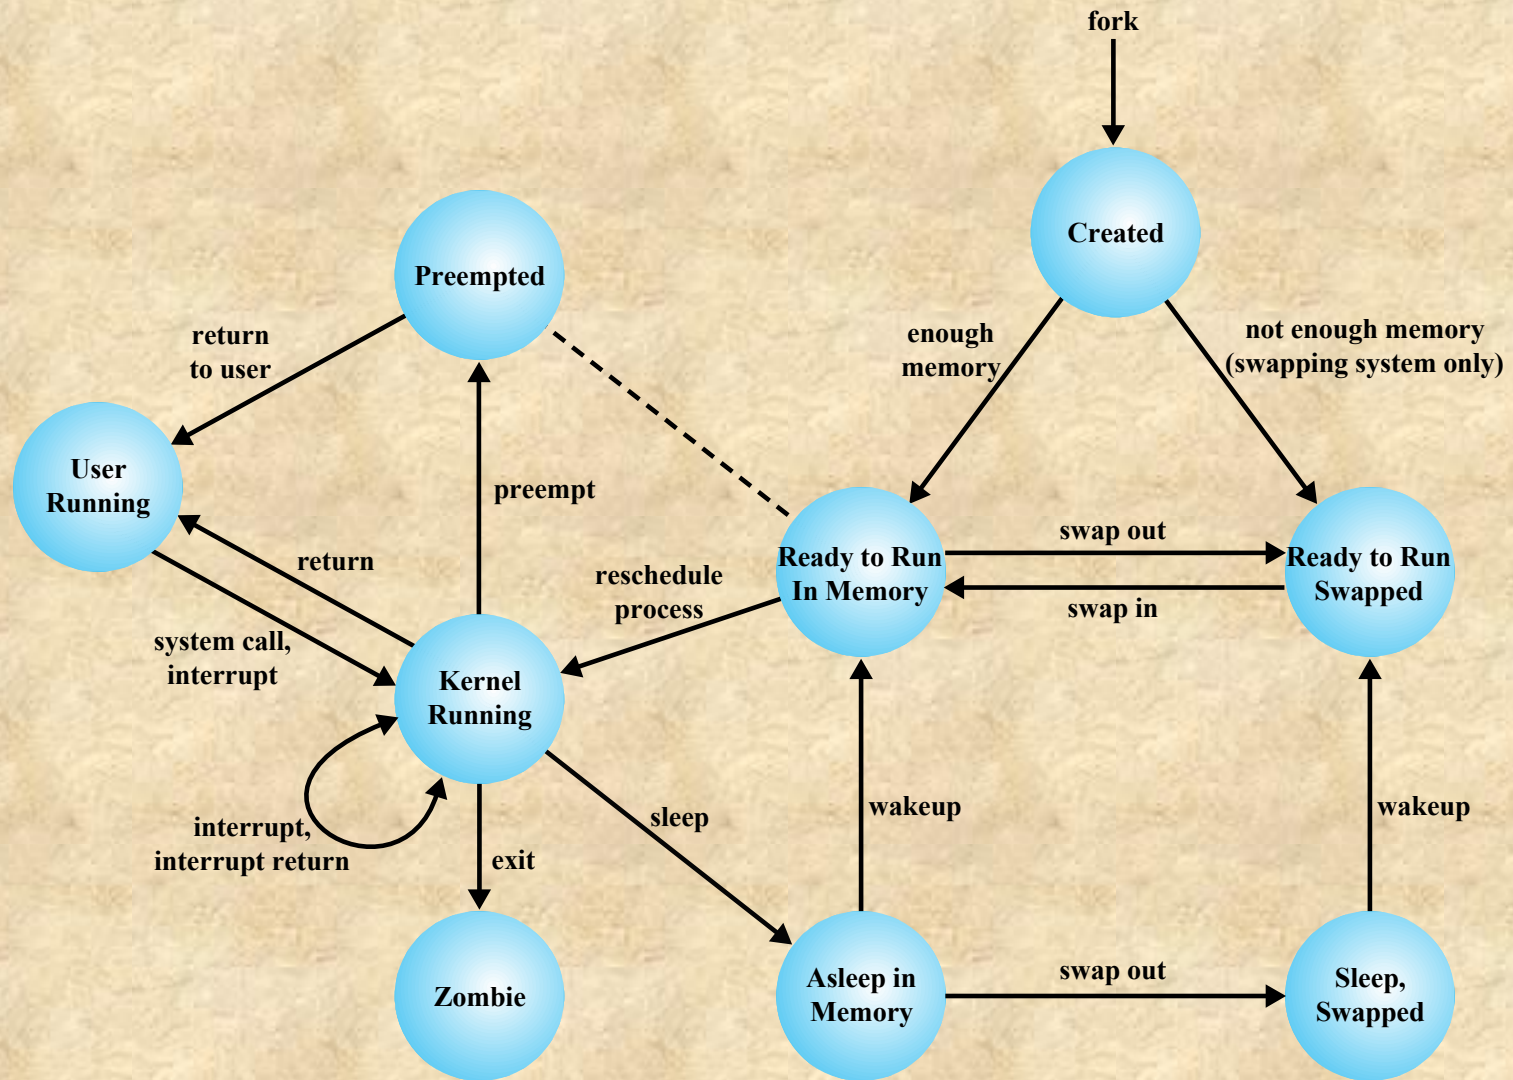 fork
Created
Preempted
return
to user
enough
memory
not enough memory
(swapping system only)
User
Running
preempt
return
reschedule
process
Ready to Run
In Memory
swap out
swap in
Ready to Run
Swapped
system call,
interrupt
Kernel
Running
interrupt,
interrupt return
sleep
wakeup
wakeup
exit
Zombie
Asleep in
Memory
swap out
Sleep,
Swapped